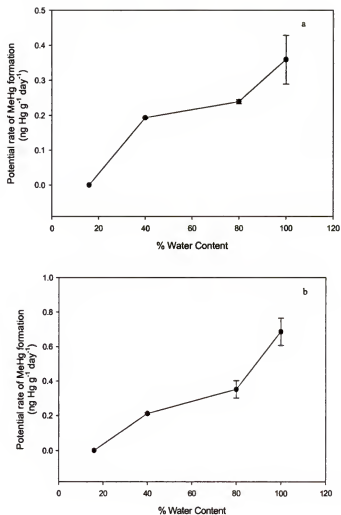 a
Potential rate of MeHg formation
(ng Hg g⁻¹ day⁻¹)
0.5
0.4
0.3
0.2
0.1
0.0
0 20 40 60 80 100 120
% Water Content
b
Potential rate of MeHg formation
(ng Hg g⁻¹ day⁻¹)
1.0
0.8
0.6
0.4
0.2
0.0
0 20 40 60 80 100 120
% Water Content